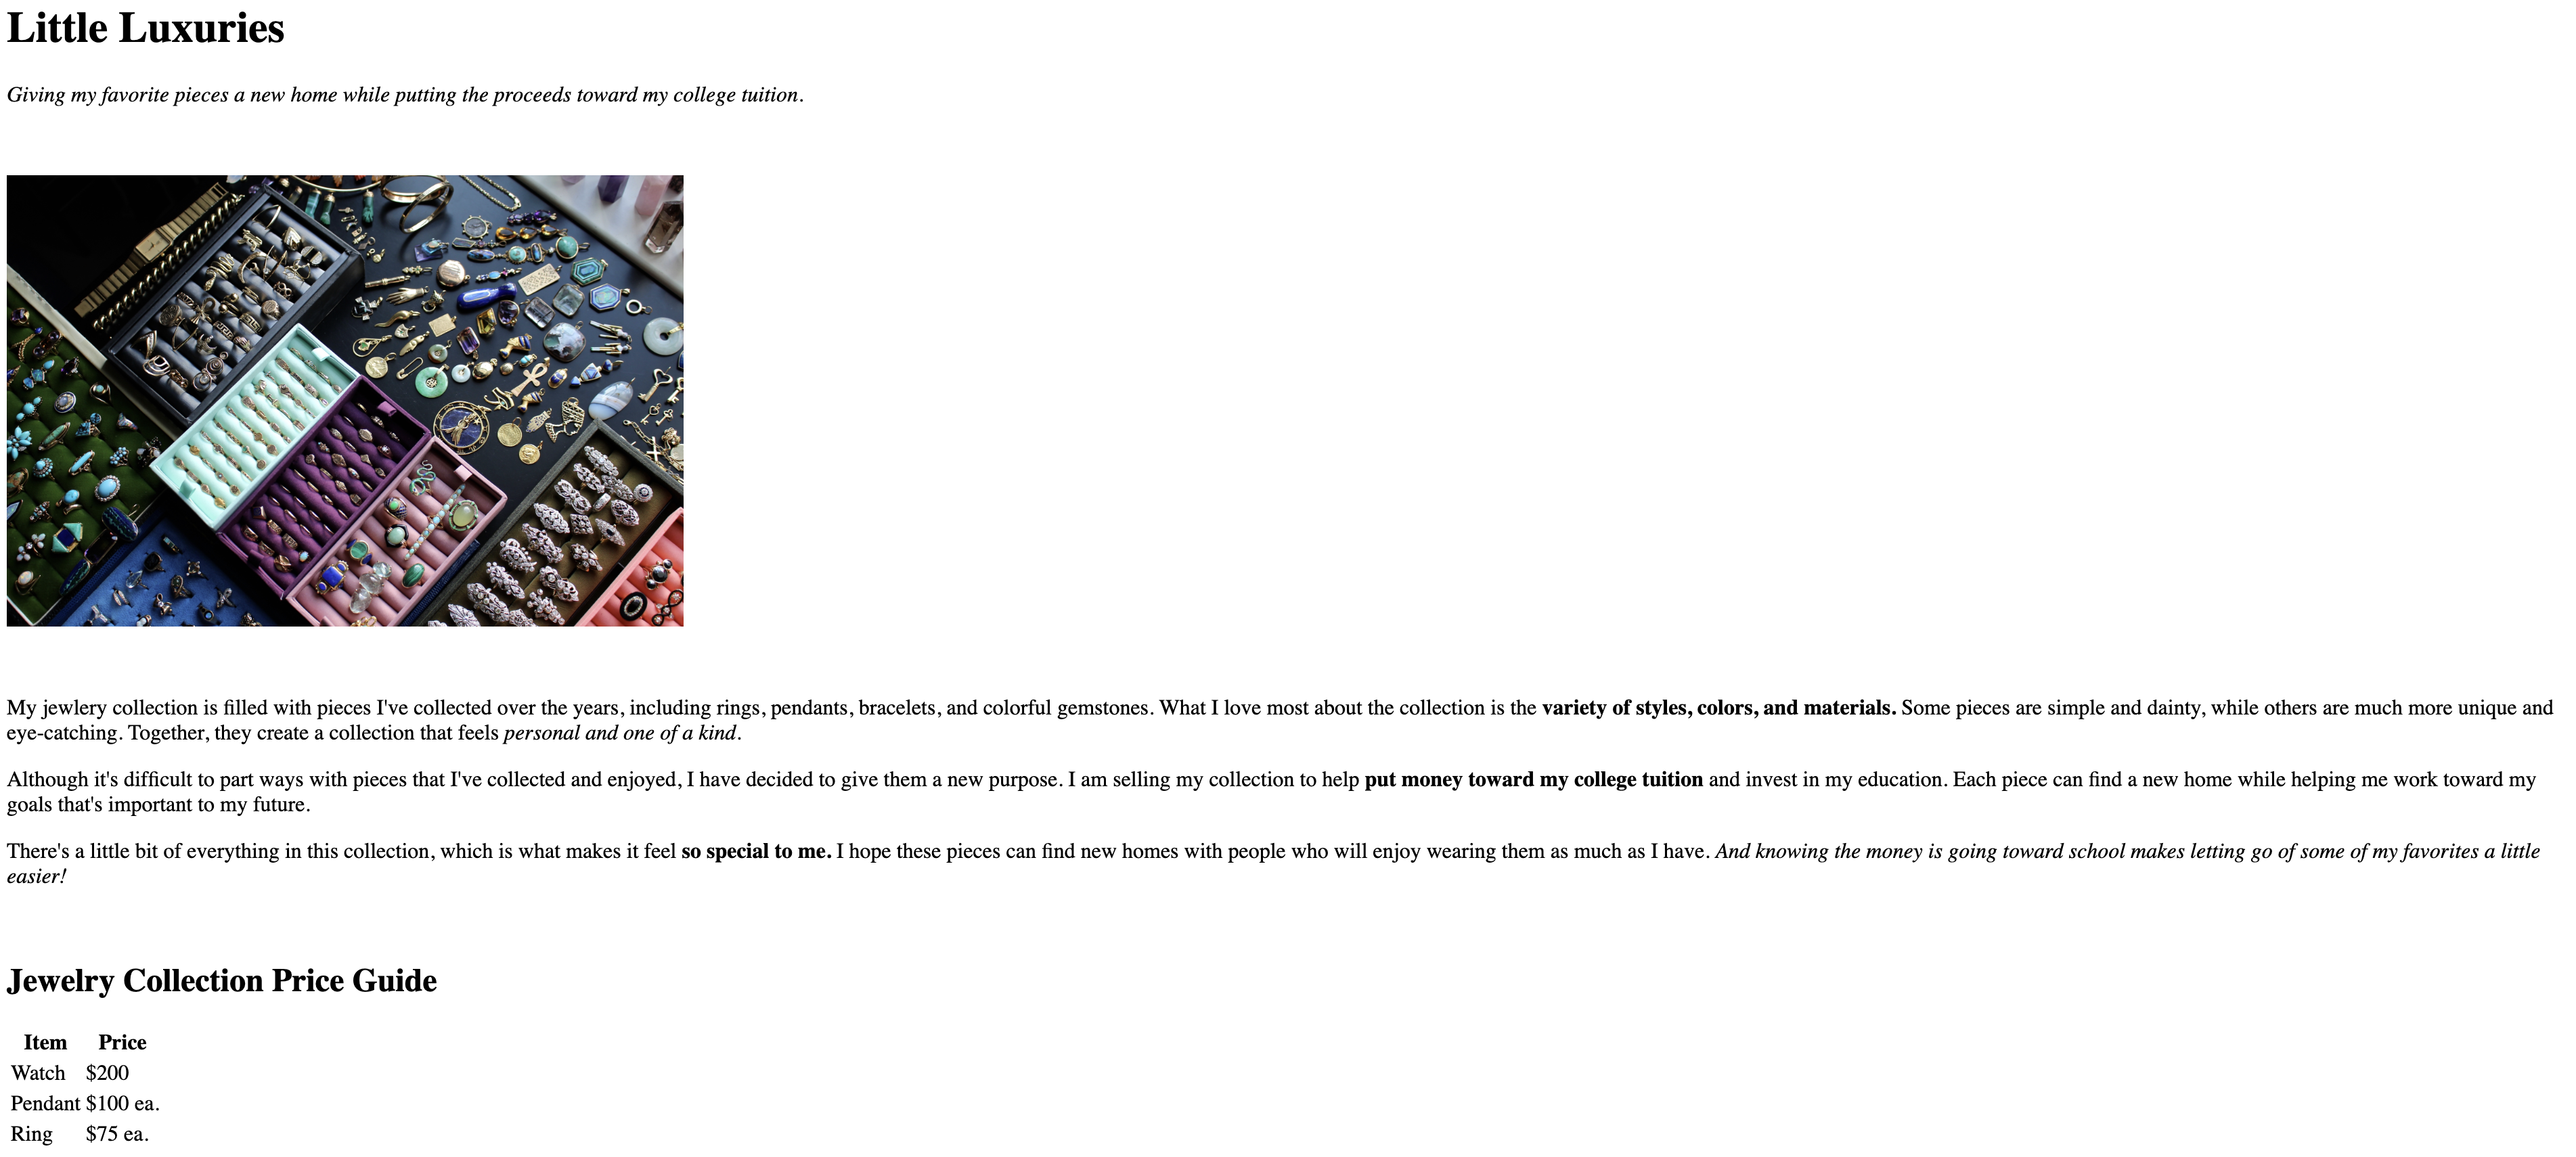 Little Luxuries
Giving my favorite pieces a new home while putting the proceeds toward my college tuition.
My jewlery collection is filled with pieces I've collected over the years, including rings, pendants, bracelets, and colorful gemstones. What I love most about the collection is the variety of styles, colors, and materials. Some pieces are simple and dainty, while others are much more unique and
eye-catching. Together, they create a collection that feels personal and one of a kind.
Although it's difficult to part ways with pieces that I've collected and enjoyed, I have decided to give them a new purpose. I am selling my collection to help put money toward my college tuition and invest in my education. Each piece can find a new home while helping me work toward my
goals that's important to my future.
There's a little bit of everything in this collection, which is what makes it feel so special to me. I hope these pieces can find new homes with people who will enjoy wearing them as much as I have. And knowing the money is going toward school makes letting go of some of my favorites a little
easier!
Jewelry Collection Price Guide
Item Price
Watch $200
Pendant $100 ea.
Ring $75 ea.